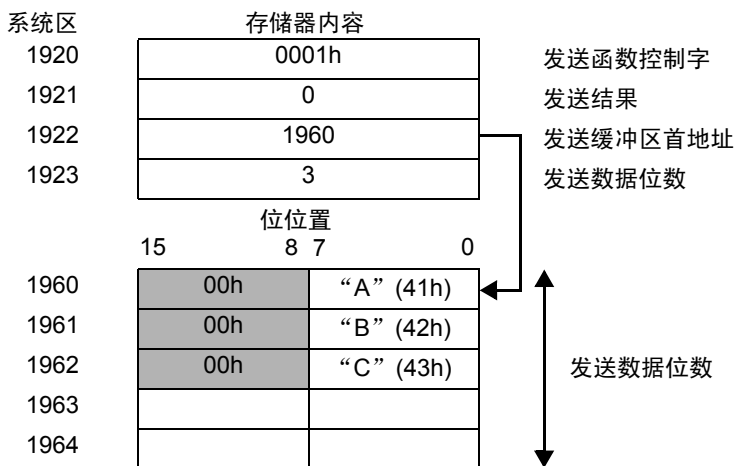 系统区 存储器内容
1920 0001h 发送函数控制字
1921 0 发送结果
1922 1960 发送缓冲区首地址
1923 3 发送数据位数
位位置
15 8 7 0
1960 00h “A” (41h)
1961 00h “B” (42h)
1962 00h “C” (43h) 发送数据位数
1963
1964